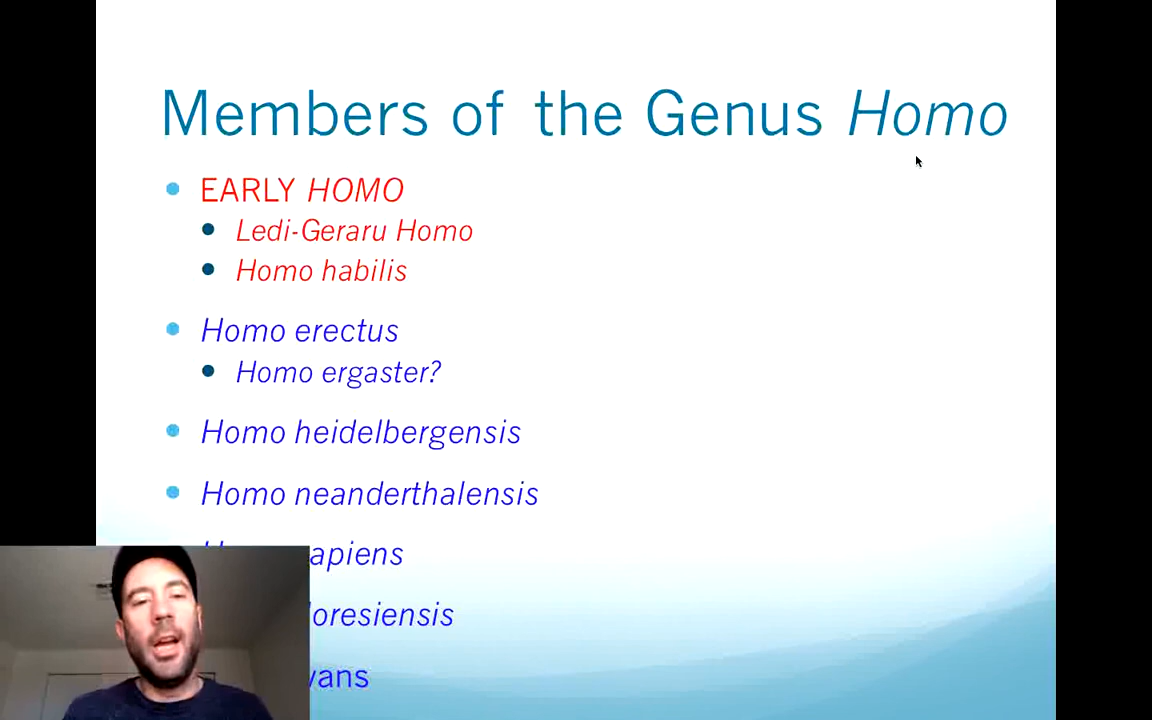 Members of the Genus Homo
EARLY HOMO
Ledi-Geraru Homo
Homo habilis
Homo erectus
Homo ergaster?
Homo heidelbergensis
Homo neanderthalensis
apiens
loresiensis
vans